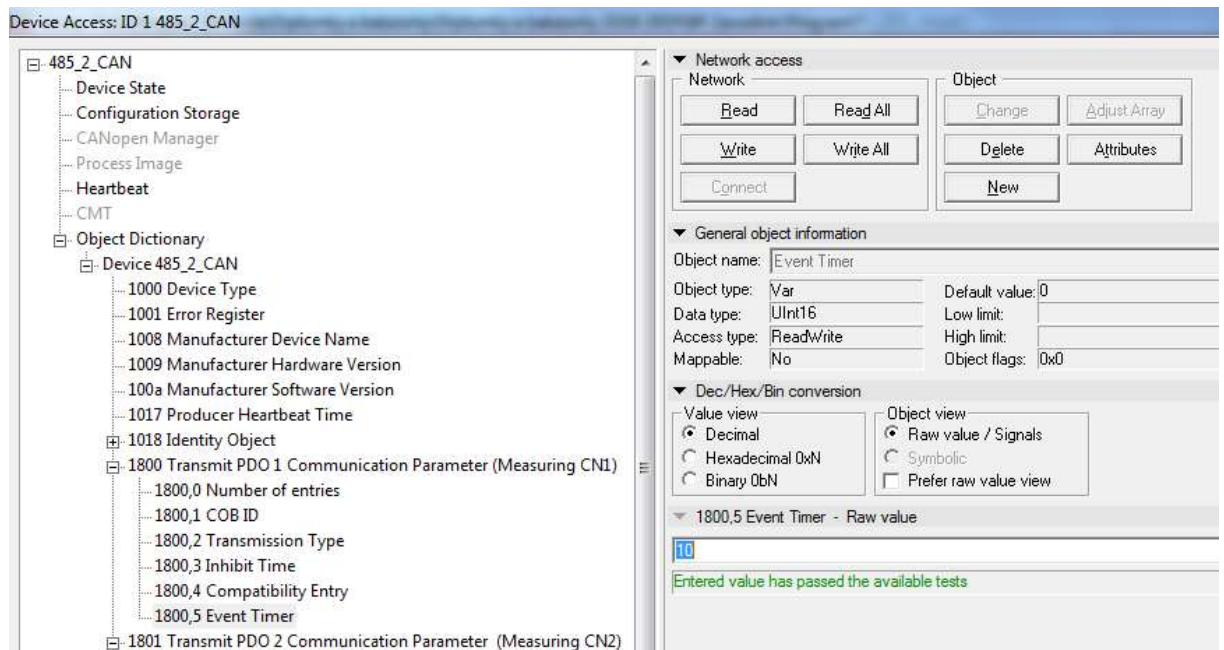 Device Access: ID 1 485_2_CAN
485_2_CAN
Device State
Configuration Storage
CANopen Manager
Process Image
Heartbeat
CMT
Object Dictionary
Device 485_2_CAN
1000 Device Type
1001 Error Register
1008 Manufacturer Device Name
1009 Manufacturer Hardware Version
100a Manufacturer Software Version
1017 Producer Heartbeat Time
1018 Identity Object
1800 Transmit PDO 1 Communication Parameter (Measuring CN1)
1800,0 Number of entries
1800,1 COB ID
1800,2 Transmission Type
1800,3 Inhibit Time
1800,4 Compatibility Entry
1800,5 Event Timer
1801 Transmit PDO 2 Communication Parameter (Measuring CN2)
Network access
Network
Read Read All
Write Write All
Connect
Object
Change Adjust Array
Delete Attributes
New
General object information
Object name: Event Timer
Object type: Var Default value: 0
Data type: UInt16 Low limit:
Access type: ReadWrite High limit:
Mappable: No Object flags: 0x0
Dec/Hex/Bin conversion
Value view
Decimal
Hexadecimal 0xN
Binary 0bN
Object view
Raw value / Signals
Symbolic
Prefer raw value view
1800,5 Event Timer - Raw value
10
Entered value has passed the available tests